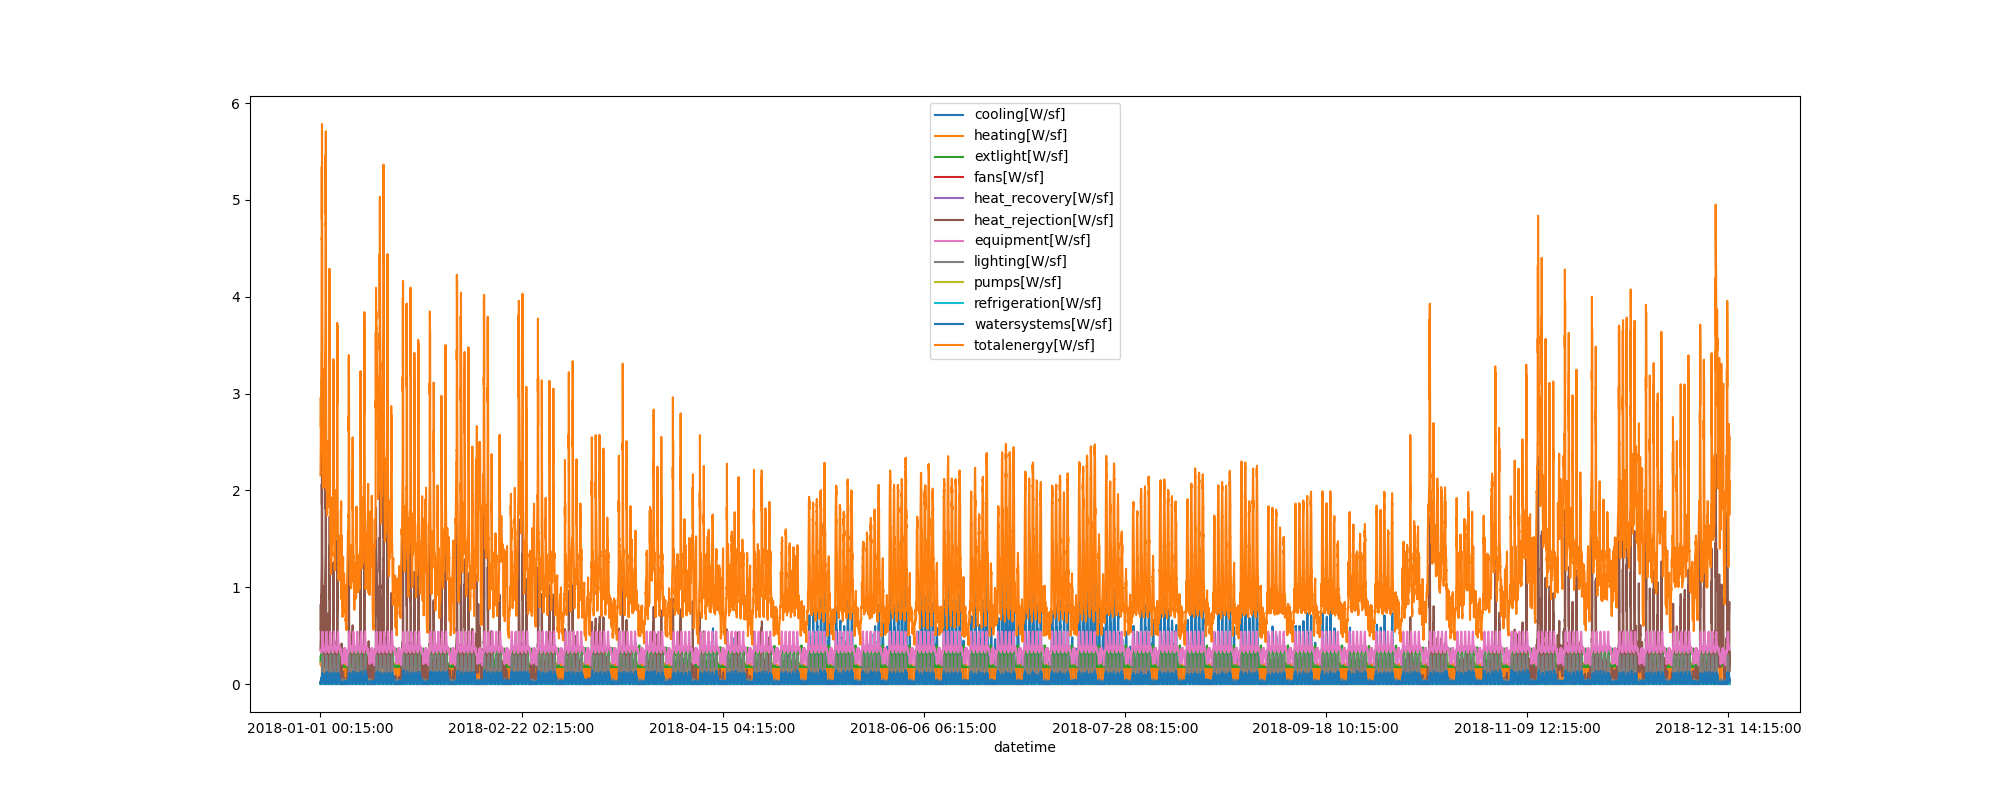 6
5
4
3
2
1
0
cooling[W/sf]
heating[W/sf]
extlight[W/sf]
fans[W/sf]
heat_recovery[W/sf]
heat_rejection[W/sf]
equipment[W/sf]
lighting[W/sf]
pumps[W/sf]
refrigeration[W/sf]
watersystems[W/sf]
totalenergy[W/sf]
2018-01-01 00:15:00 2018-02-22 02:15:00 2018-04-15 04:15:00 2018-06-06 06:15:00 2018-07-28 08:15:00 2018-09-18 10:15:00 2018-11-09 12:15:00 2018-12-31 14:15:00
datetime